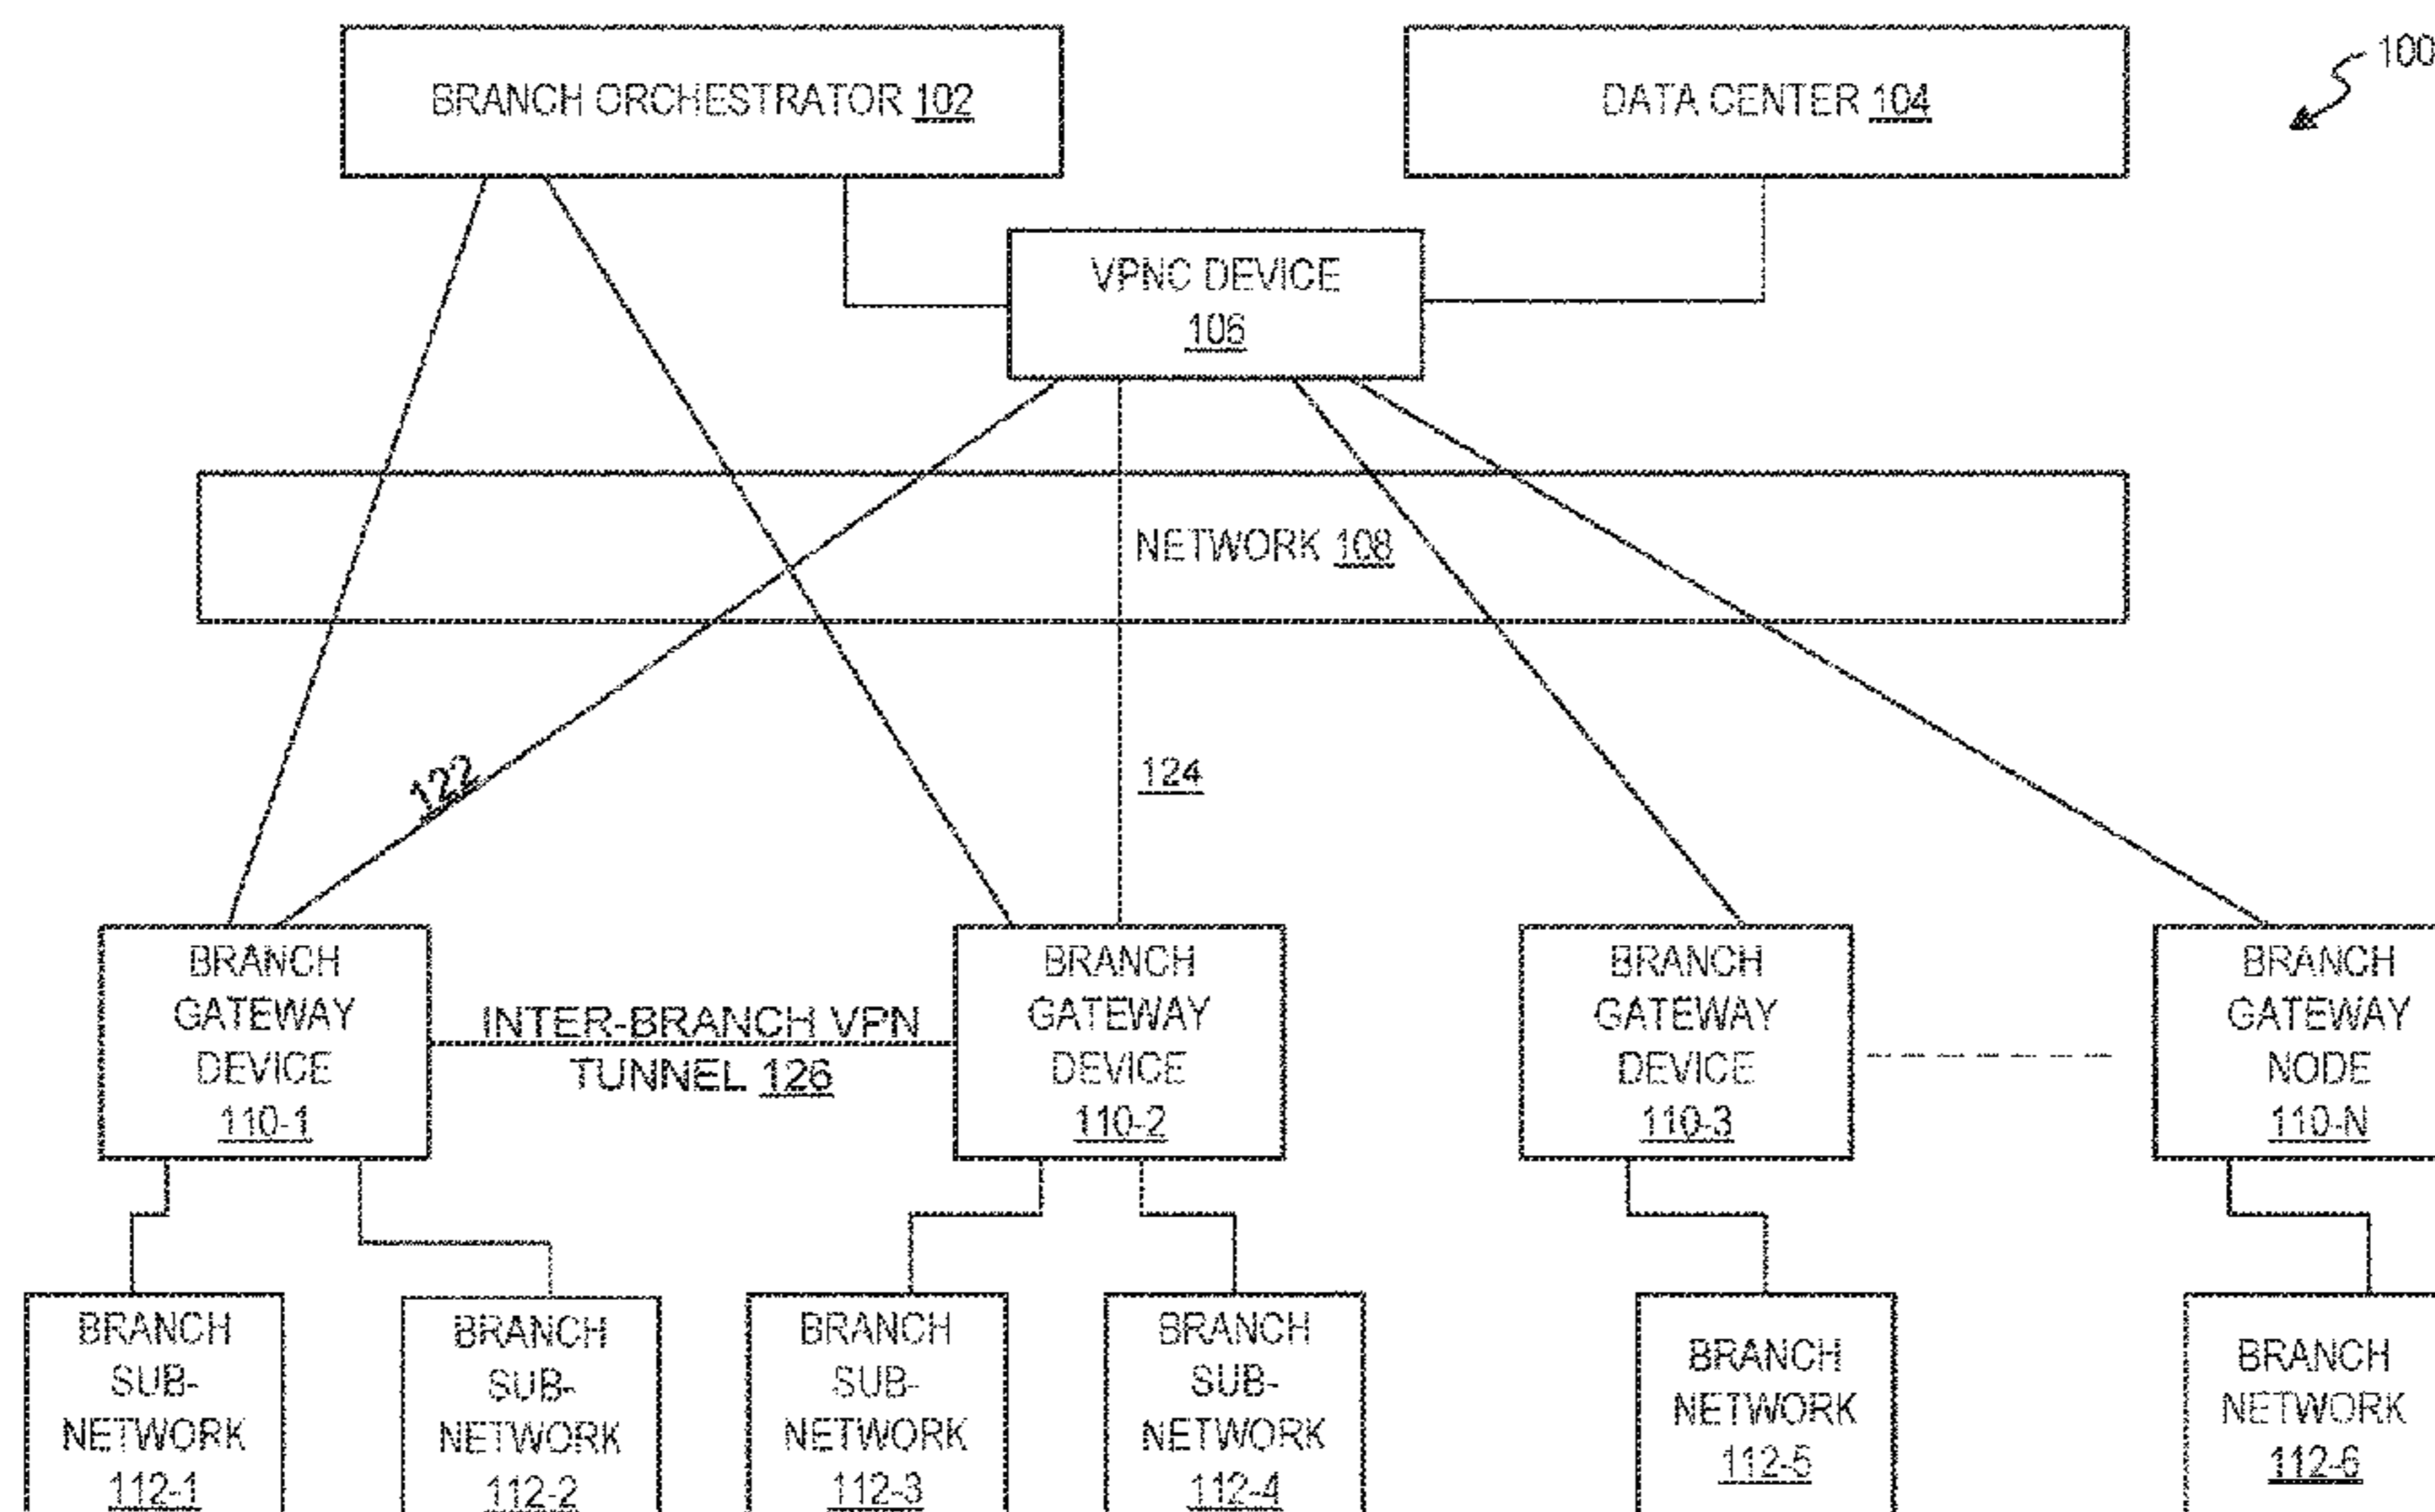 100
BRANCH ORCHESTRATOR 102
DATA CENTER 104
VPNC DEVICE
106
NETWORK 108
122
124
BRANCH
GATEWAY
DEVICE
110-1
INTER-BRANCH VPN
TUNNEL 126
BRANCH
GATEWAY
DEVICE
110-2
BRANCH
GATEWAY
DEVICE
110-3
BRANCH
GATEWAY
NODE
110-N
BRANCH
SUB-
NETWORK
112-1
BRANCH
SUB-
NETWORK
112-2
BRANCH
SUB-
NETWORK
112-3
BRANCH
SUB-
NETWORK
112-4
BRANCH
NETWORK
112-5
BRANCH
NETWORK
112-6